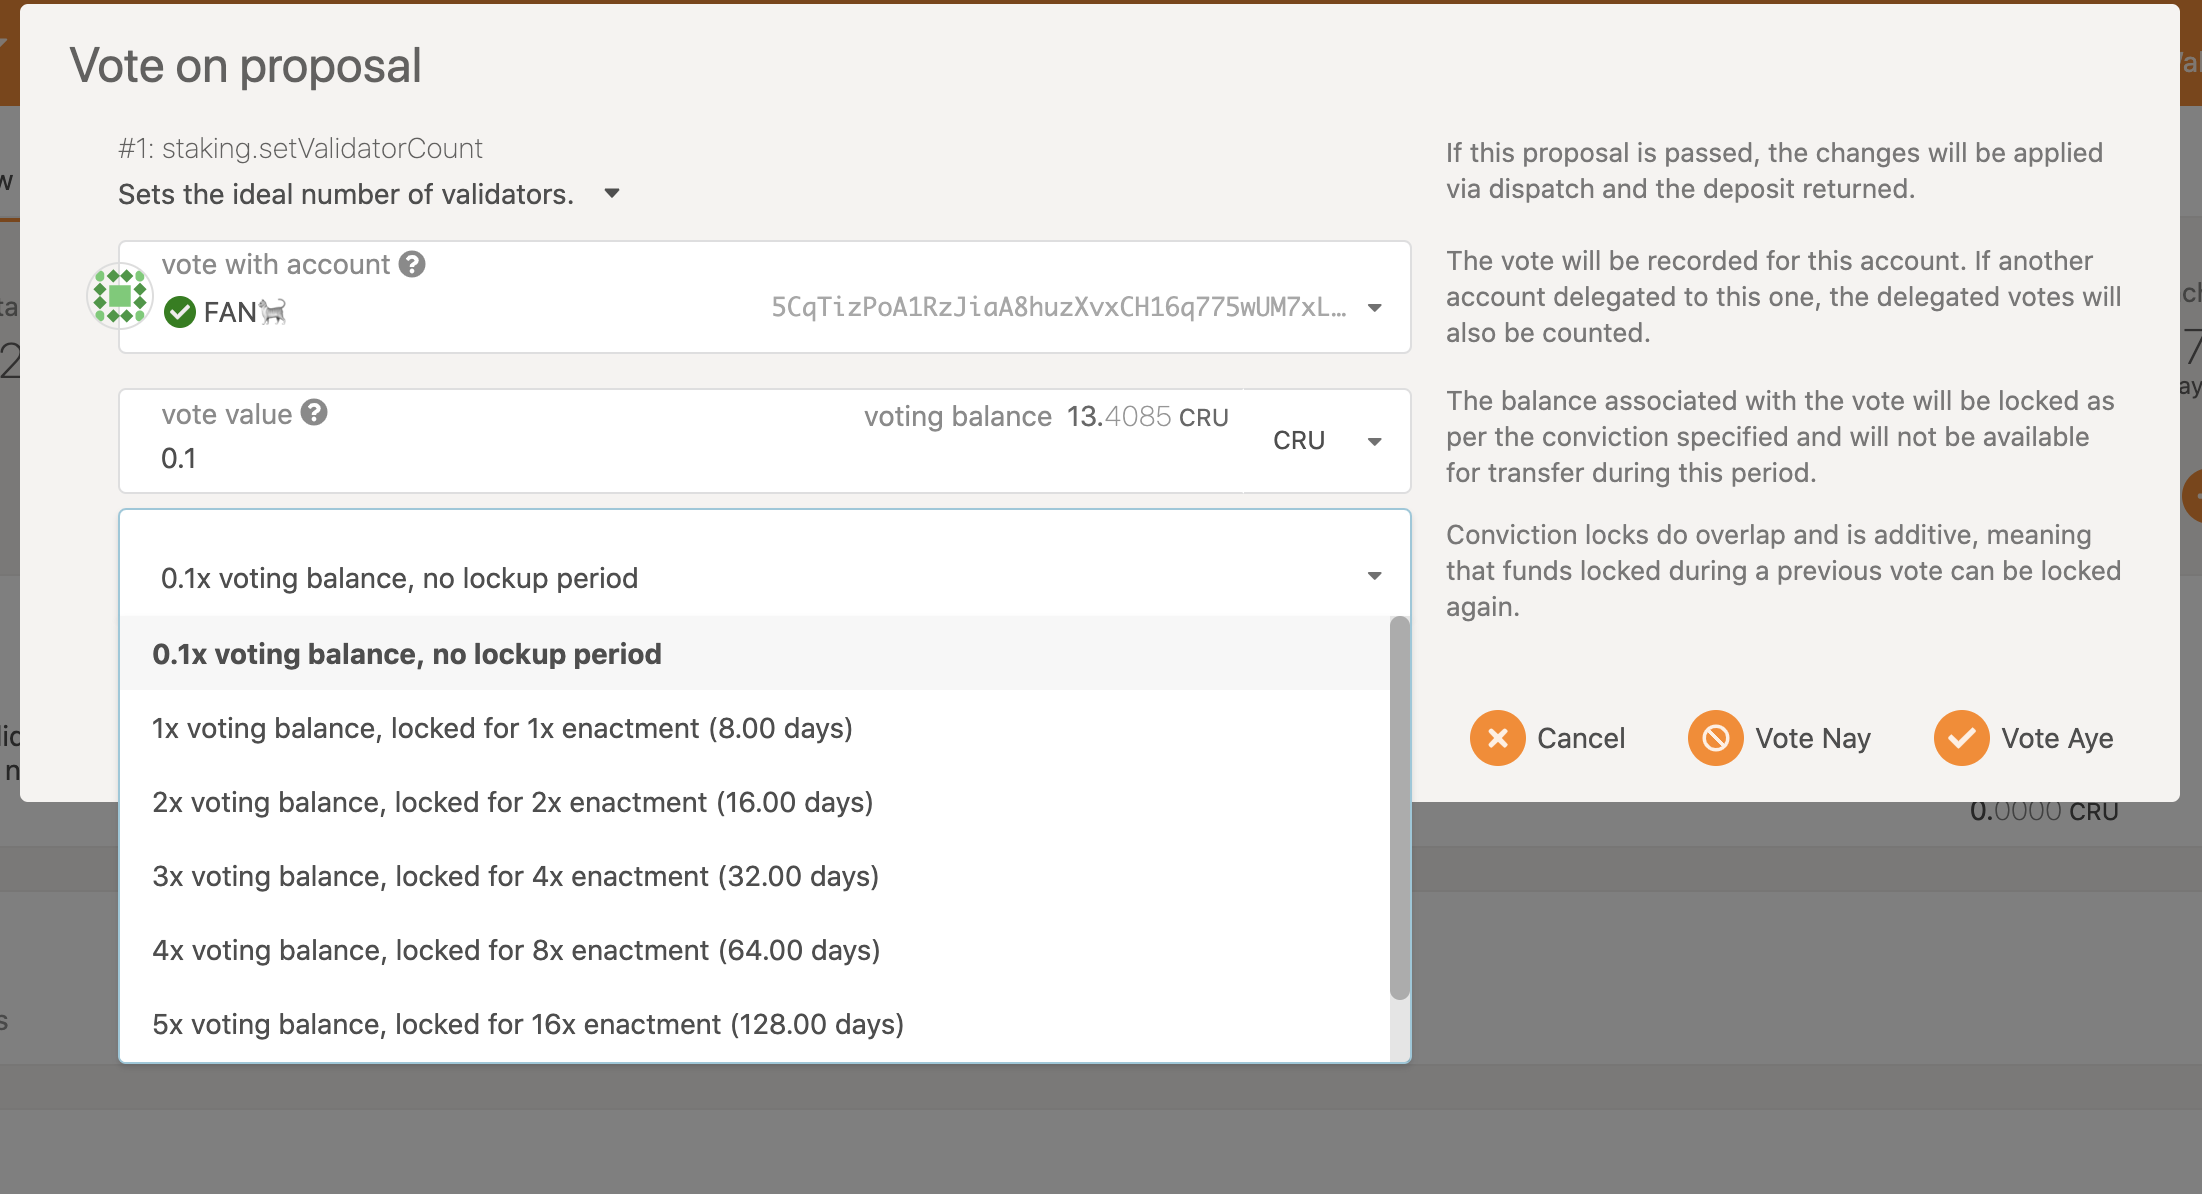 Vote on proposal
#1: staking.setValidatorCount
Sets the ideal number of validators.
If this proposal is passed, the changes will be applied
via dispatch and the deposit returned.
vote with account
FAN🐈
5CqTizPoA1RzJiaA8huzXvxCH16q775wUM7xL…
The vote will be recorded for this account. If another
account delegated to this one, the delegated votes will
also be counted.
vote value
0.1
voting balance 13.4085 CRU
CRU
The balance associated with the vote will be locked as
per the conviction specified and will not be available
for transfer during this period.
0.1x voting balance, no lockup period
Conviction locks do overlap and is additive, meaning
that funds locked during a previous vote can be locked
again.
0.1x voting balance, no lockup period
1x voting balance, locked for 1x enactment (8.00 days)
2x voting balance, locked for 2x enactment (16.00 days)
3x voting balance, locked for 4x enactment (32.00 days)
4x voting balance, locked for 8x enactment (64.00 days)
5x voting balance, locked for 16x enactment (128.00 days)
Cancel
Vote Nay
Vote Aye
0.0000 CRU